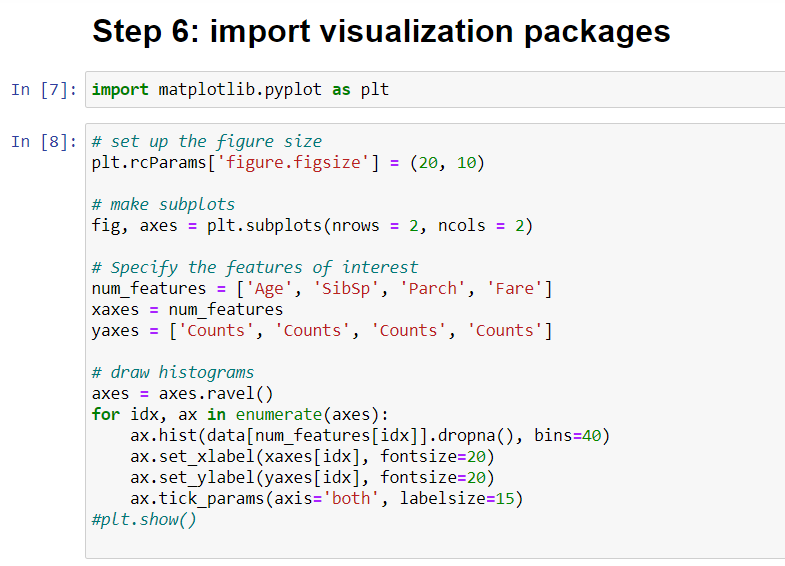 Step 6: import visualization packages
In [7]: import matplotlib.pyplot as plt
In [8]: # set up the figure size
plt.rcParams['figure.figsize'] = (20, 10)
# make subplots
fig, axes = plt.subplots(nrows = 2, ncols = 2)
# Specify the features of interest
num_features = ['Age', 'SibSp', 'Parch', 'Fare']
xaxes = num_features
yaxes = ['Counts', 'Counts', 'Counts', 'Counts']
# draw histograms
axes = axes.ravel()
for idx, ax in enumerate(axes):
    ax.hist(data[num_features[idx]].dropna(), bins=40)
    ax.set_xlabel(xaxes[idx], fontsize=20)
    ax.set_ylabel(yaxes[idx], fontsize=20)
    ax.tick_params(axis='both', labelsize=15)
#plt.show()